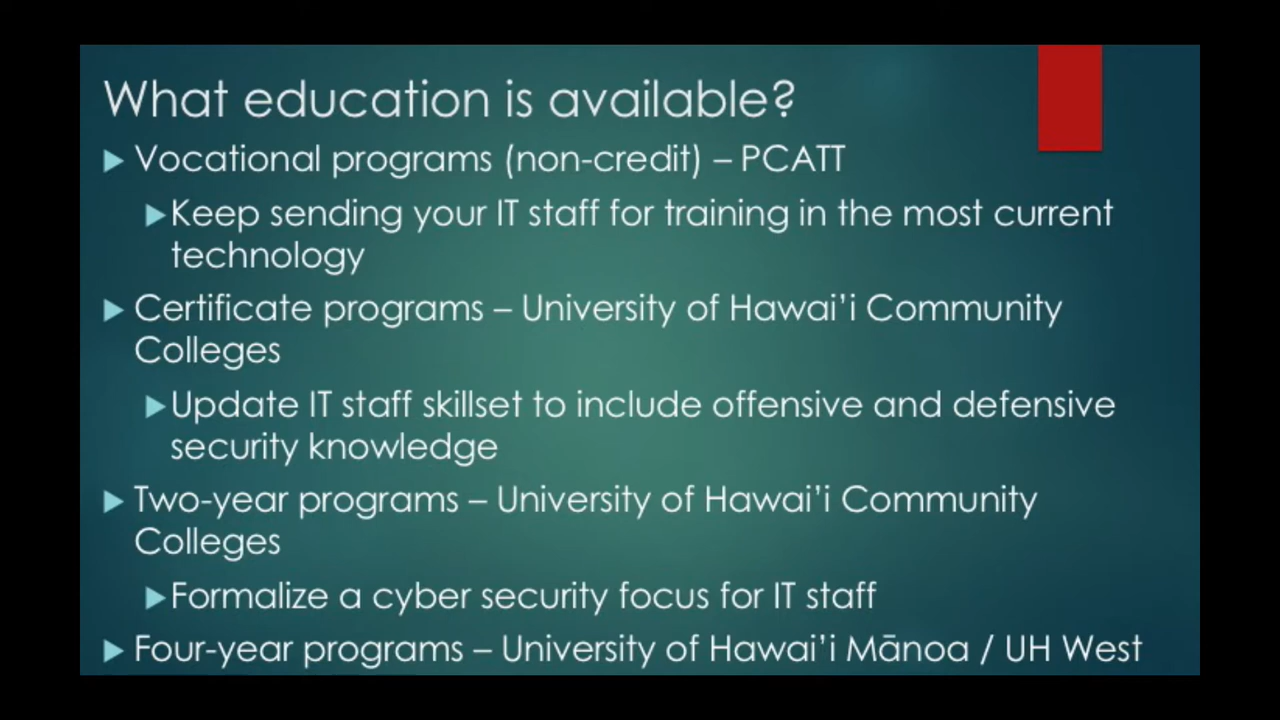 What education is available?
Vocational programs (non-credit) – PCATT
Keep sending your IT staff for training in the most current
technology
Certificate programs – University of Hawai’i Community
Colleges
Update IT staff skillset to include offensive and defensive
security knowledge
Two-year programs – University of Hawai’i Community
Colleges
Formalize a cyber security focus for IT staff
Four-year programs – University of Hawai’i Mānoa / UH West